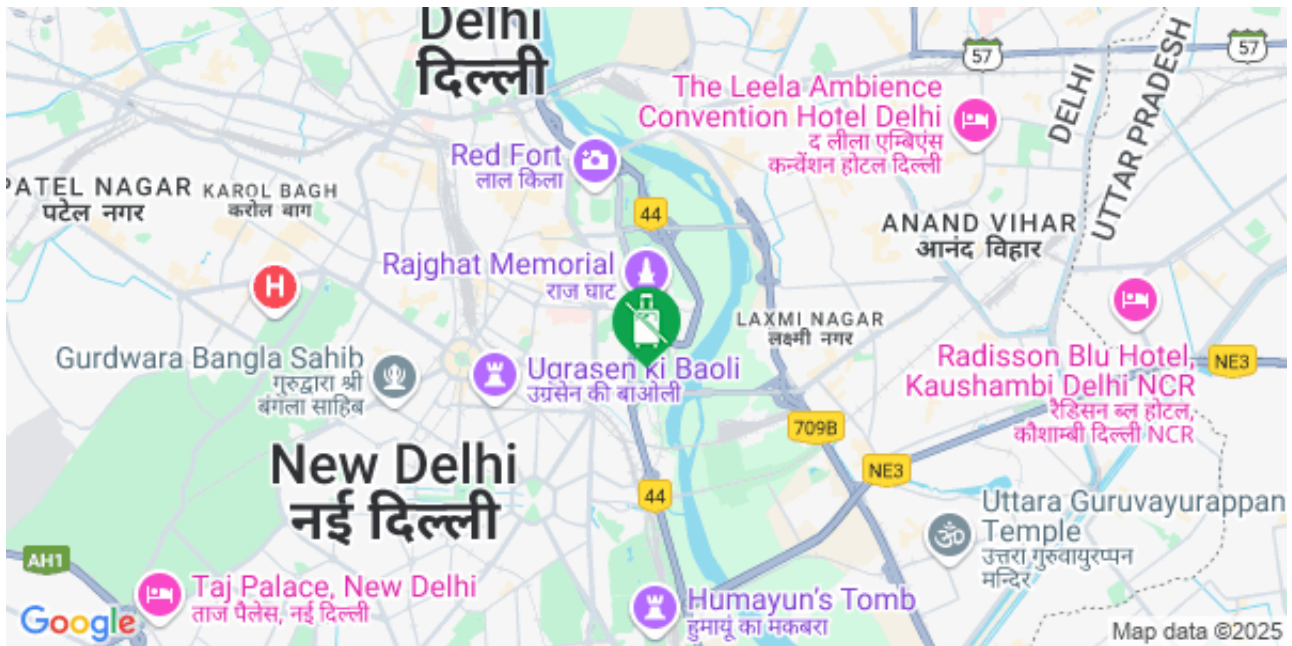 Delhi
दिल्ली
57
57
The Leela Ambience
Convention Hotel Delhi
द लीला एम्बिएंस
कन्वेंशन होटल दिल्ली
DELHI
UTTAR PRADESH
Red Fort
लाल किला
PATEL NAGAR
पटेल नगर
KAROL BAGH
करोल बाग
44
ANAND VIHAR
आनंद विहार
Rajghat Memorial
राज घाट
H
LAXMI NAGAR
लक्ष्मी नगर
Gurdwara Bangla Sahib
गुरुद्वारा श्री
बंगला साहिब
Ugrasen ki Baoli
उग्रसेन की बाओली
Radisson Blu Hotel,
Kaushambi Delhi NCR
रैडिसन ब्लू होटल,
कौशाम्बी दिल्ली NCR
NE3
709B
New Delhi
नई दिल्ली
NE3
44
Uttara Guruvayurappan
Temple
उत्तरा गुरुवायुरप्पन
मन्दिर
AH1
Taj Palace, New Delhi
ताज पैलेस, नई दिल्ली
Humayun's Tomb
हुमायूं का मकबरा
Google
Map data ©2025